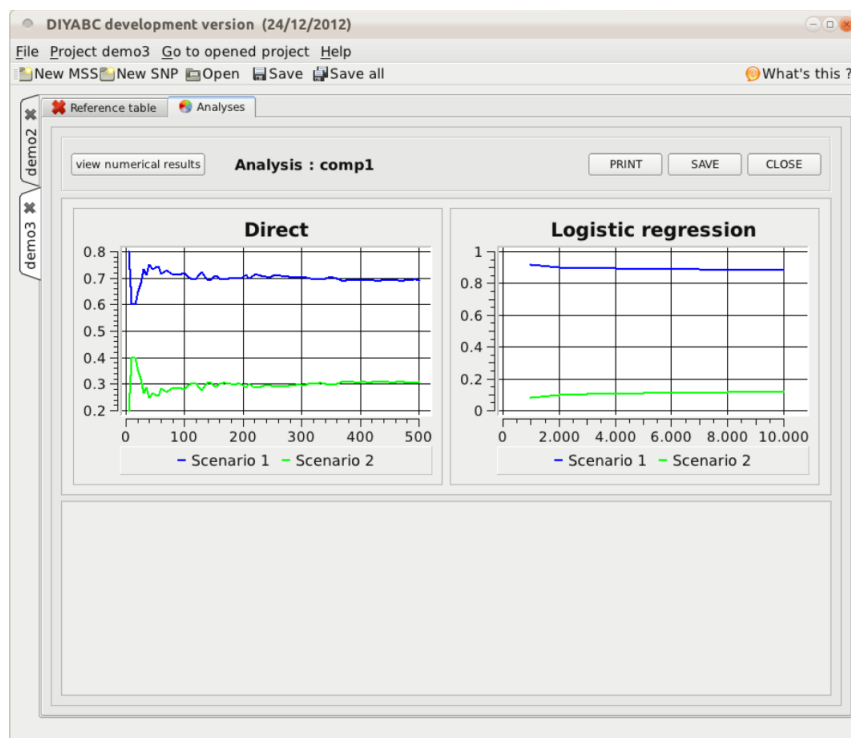 DIYABC development version (24/12/2012)
File Project demo3 Go to opened project Help
New MSS New SNP Open Save Save all What's this ?
demo2
demo3
Reference table Analyses
view numerical results Analysis : comp1 PRINT SAVE CLOSE
Direct
0.8
0.7
0.6
0.5
0.4
0.3
0.2
0 100 200 300 400 500
Scenario 1 Scenario 2
Logistic regression
1
0.8
0.6
0.4
0.2
0
0 2.000 4.000 6.000 8.000 10.000
Scenario 1 Scenario 2